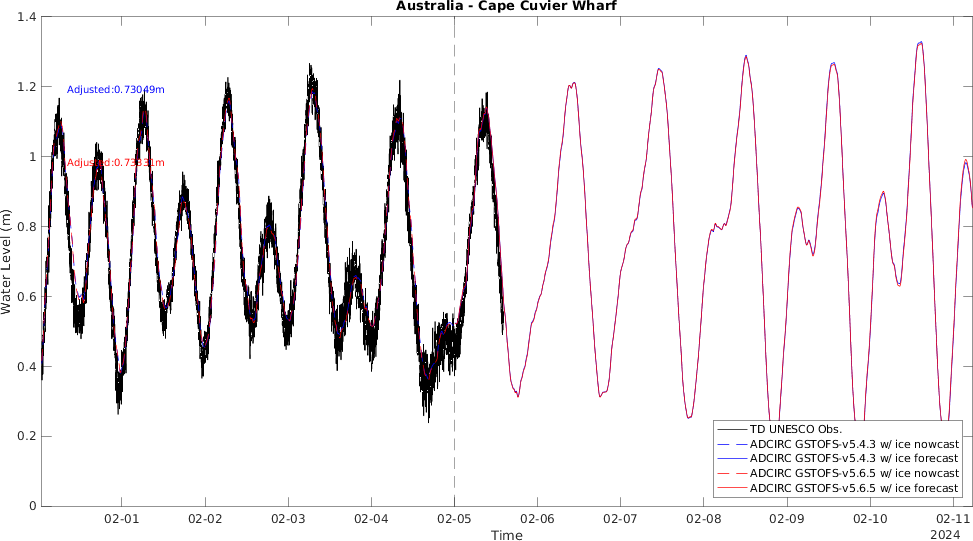 Australia - Cape Cuvier Wharf
1.4
1.2
1
0.8
0.6
0.4
0.2
0
Water Level (m)
Adjusted:0.73049m
TD UNESCO Obs.
ADCIRC GSTOFS-v5.4.3 w/ ice nowcast
ADCIRC GSTOFS-v5.4.3 w/ ice forecast
ADCIRC GSTOFS-v5.6.5 w/ ice nowcast
ADCIRC GSTOFS-v5.6.5 w/ ice forecast
02-01
02-02
02-03
02-04
02-05
02-06
02-07
02-08
02-09
02-10
02-11
Time
2024